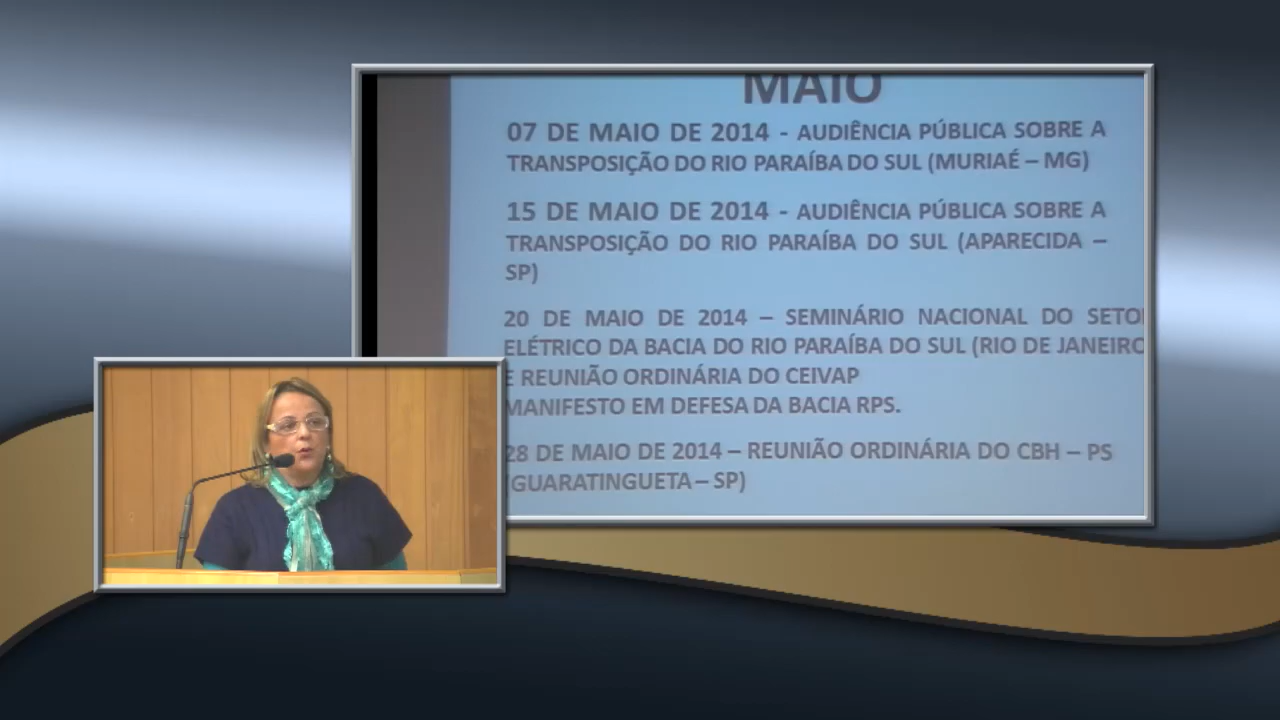 MAIO
07 DE MAIO DE 2014 - AUDIÊNCIA PÚBLICA SOBRE A
TRANSPOSIÇÃO DO RIO PARAÍBA DO SUL (MURIAÉ – MG)
15 DE MAIO DE 2014 - AUDIÊNCIA PÚBLICA SOBRE A
TRANSPOSIÇÃO DO RIO PARAÍBA DO SUL (APARECIDA –
SP)
20 DE MAIO DE 2014 – SEMINÁRIO NACIONAL DO SETO
ELÉTRICO DA BACIA DO RIO PARAÍBA DO SUL (RIO DE JANEIRO
E REUNIÃO ORDINÁRIA DO CEIVAP
MANIFESTO EM DEFESA DA BACIA RPS.
28 DE MAIO DE 2014 – REUNIÃO ORDINÁRIA DO CBH – PS
(GUARATINGUETA – SP)